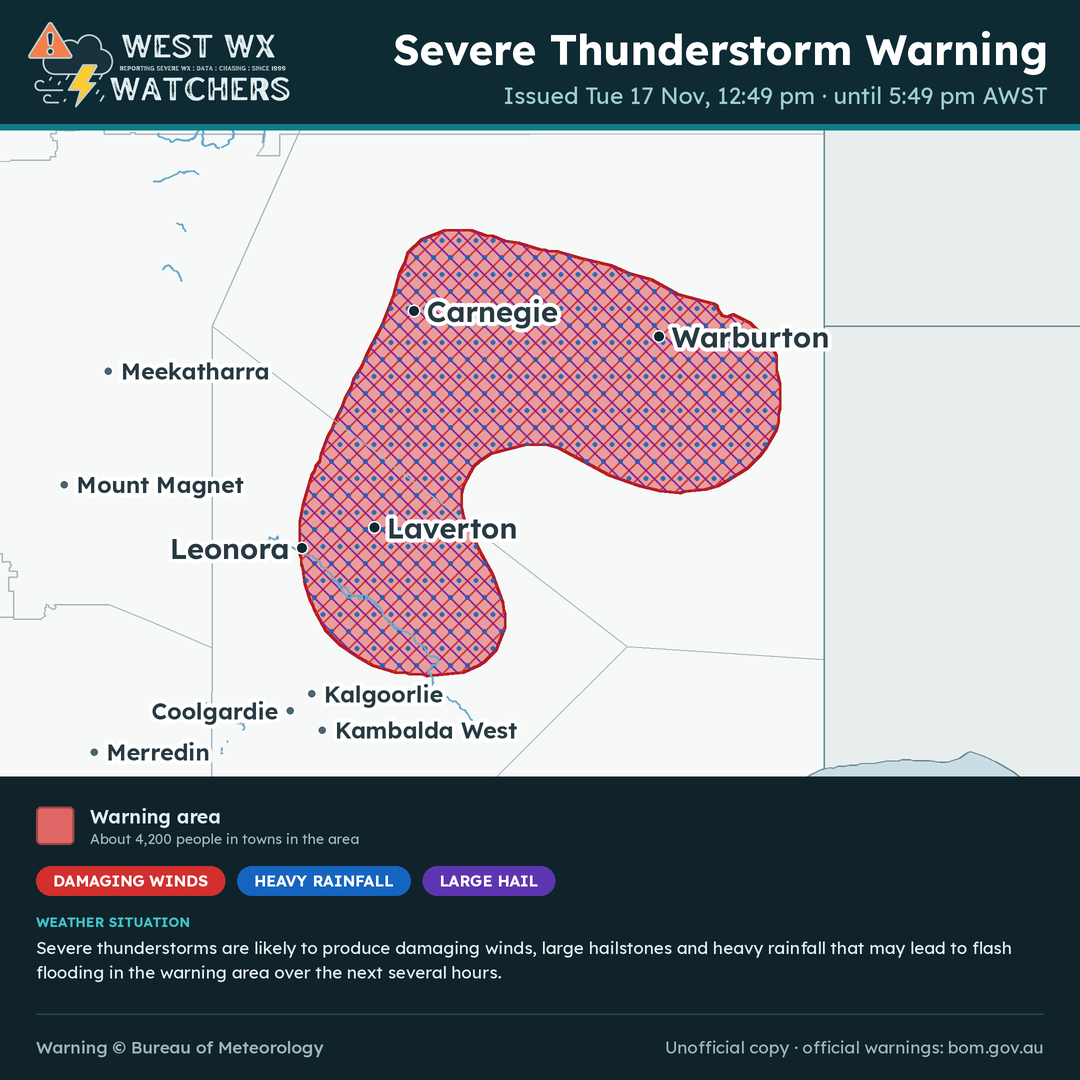 WEST WX
REPORTING SEVERE WX : DATA : CHASING : SINCE 1999
WATCHERS
Severe Thunderstorm Warning
Issued Tue 17 Nov, 12:49 pm · until 5:49 pm AWST
Carnegie
Warburton
Meekatharra
Mount Magnet
Laverton
Leonora
Kalgoorlie
Coolgardie
Kambalda West
Merredin
Warning area
About 4,200 people in towns in the area
DAMAGING WINDS
HEAVY RAINFALL
LARGE HAIL
WEATHER SITUATION
Severe thunderstorms are likely to produce damaging winds, large hailstones and heavy rainfall that may lead to flash
flooding in the warning area over the next several hours.
Warning © Bureau of Meteorology
Unofficial copy · official warnings: bom.gov.au